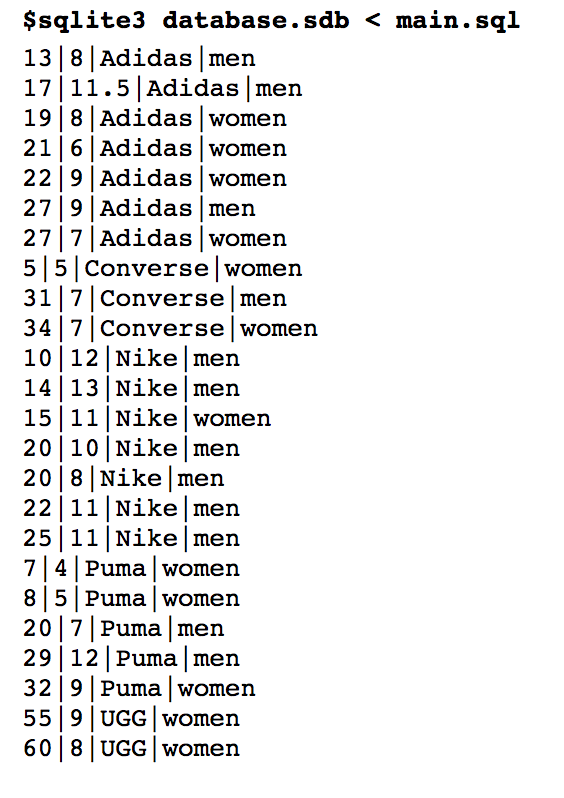 $sqlite3 database.sdb < main.sql
13|8|Adidas|men
17|11.5|Adidas|men
19|8|Adidas|women
21|6|Adidas|women
22|9|Adidas|women
27|9|Adidas|men
27|7|Adidas|women
5|5|Converse|women
31|7|Converse|men
34|7|Converse|women
10|12|Nike|men
14|13|Nike|men
15|11|Nike|women
20|10|Nike|men
20|8|Nike|men
22|11|Nike|men
25|11|Nike|men
7|4|Puma|women
8|5|Puma|women
20|7|Puma|men
29|12|Puma|men
32|9|Puma|women
55|9|UGG|women
60|8|UGG|women